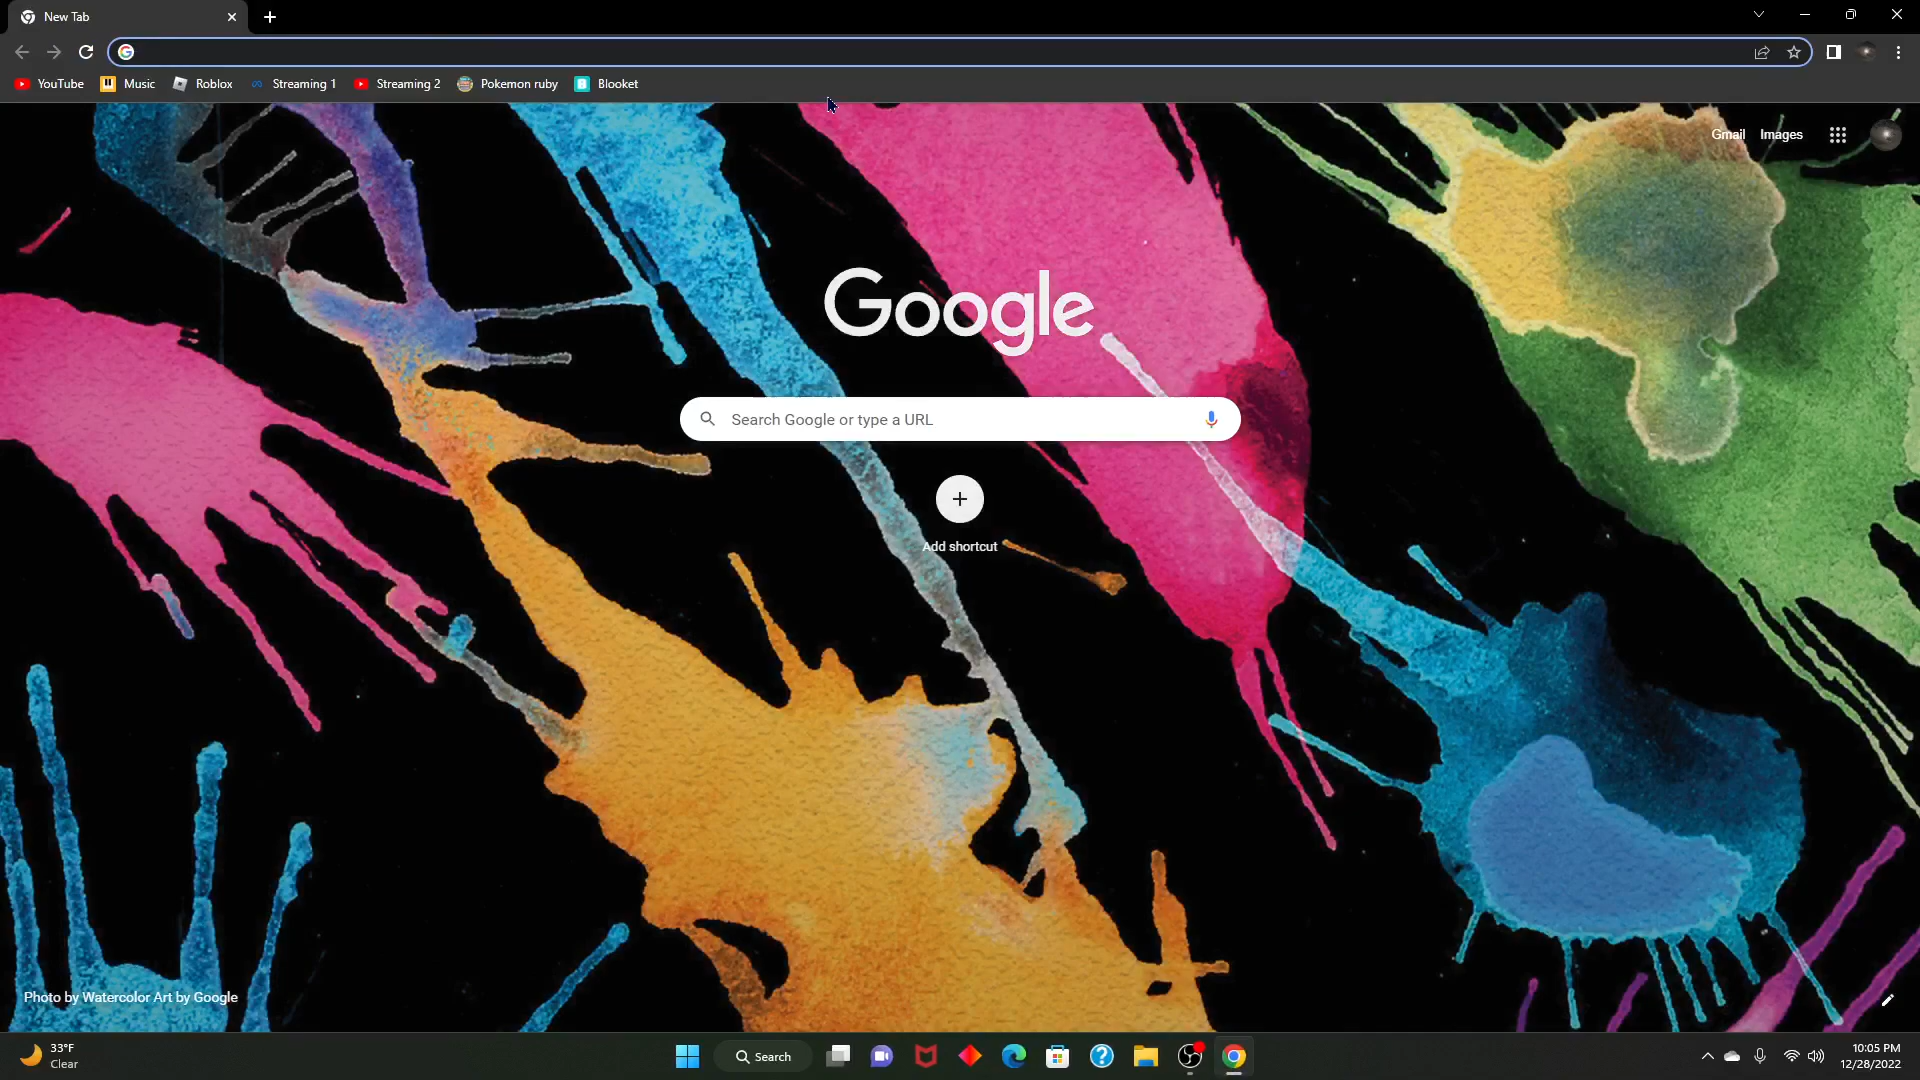 New Tab
YouTube Music Roblox Streaming 1 Streaming 2 Pokemon ruby Blooket
Gmail Images
Google
Search Google or type a URL
Add shortcut
Photo by Watercolor Art by Google
33°F
Clear
Search
10:05 PM
12/28/2022